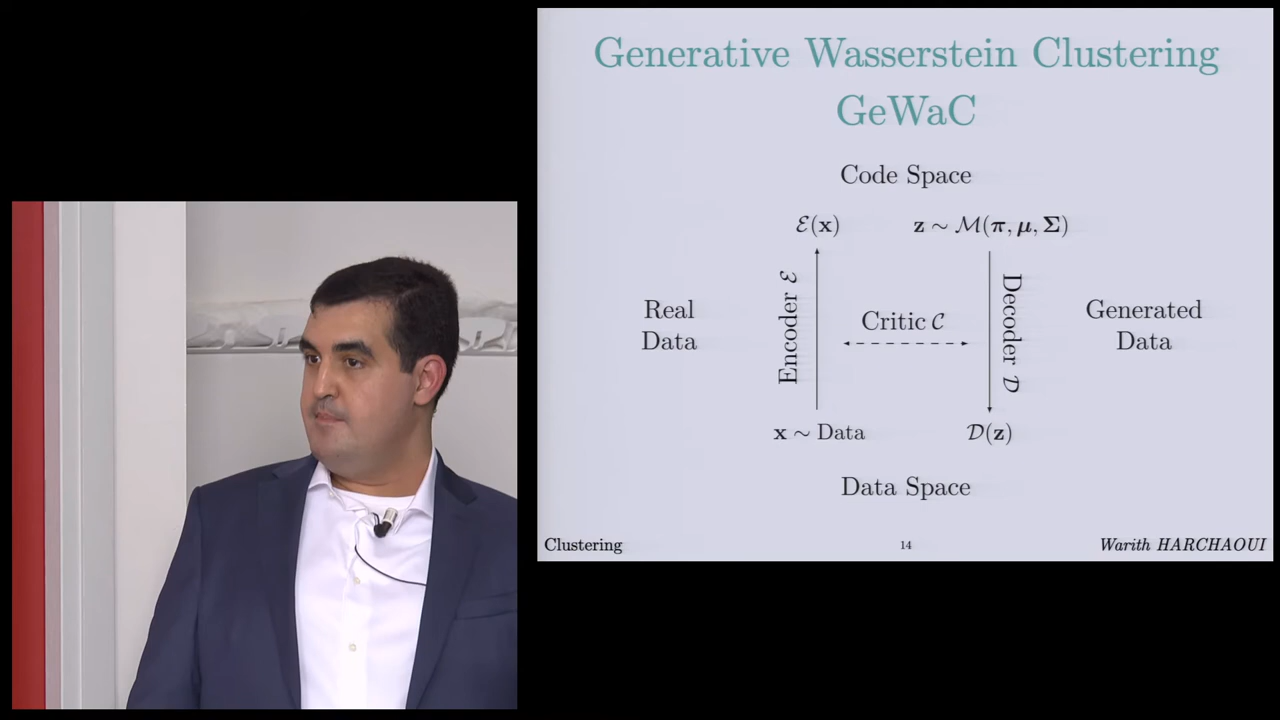 Generative Wasserstein Clustering
GeWaC
Code Space
ℰ(x)
z ∼ ℳ(π, μ, Σ)
Real
Data
Encoder ℰ
Critic 𝒞
Decoder 𝒟
Generated
Data
x ∼ Data
𝒟(z)
Data Space
Clustering
14
Warith HARCHAOUI